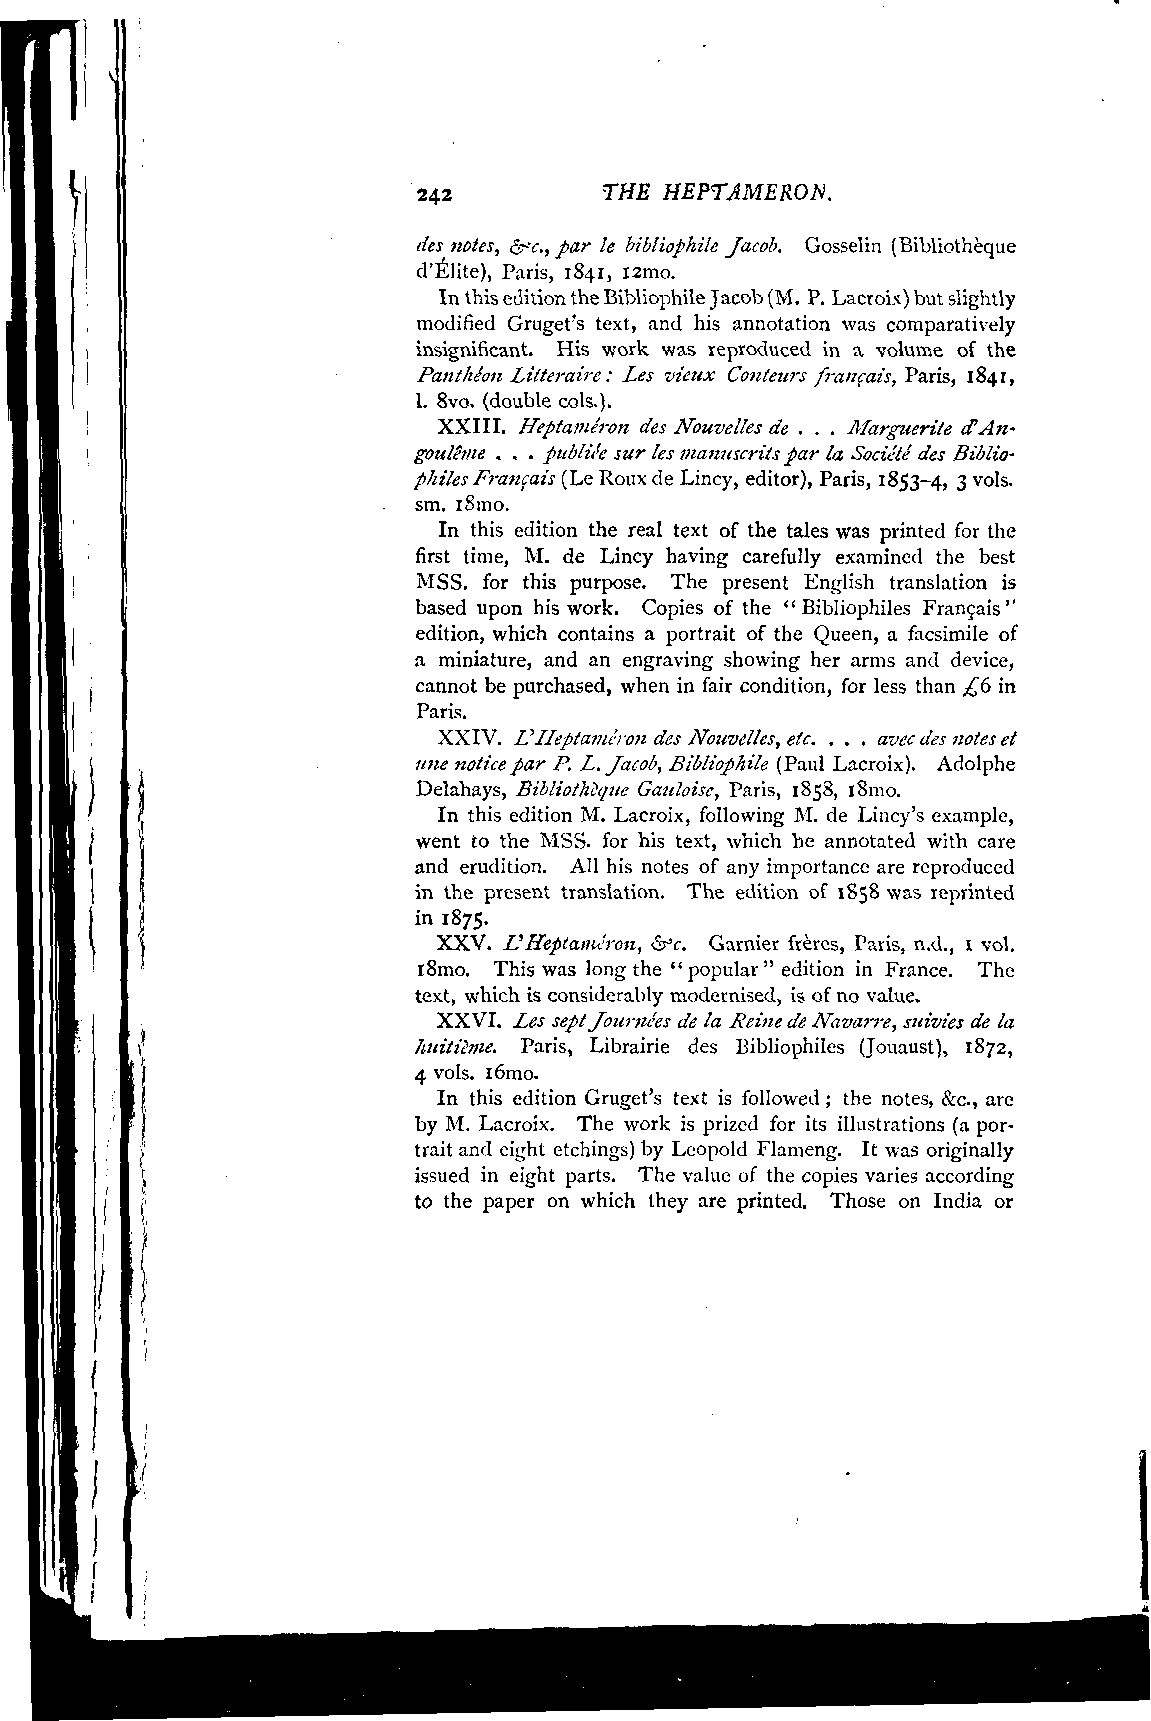 242 THE HEPTAMERON.
des notes, &c., par le bibliophile Jacob. Gosselin (Bibliothèque
d'Élite), Paris, 1841, 12mo.
In this edition the Bibliophile Jacob (M. P. Lacroix) but slightly
modified Gruget's text, and his annotation was comparatively
insignificant. His work was reproduced in a volume of the
Panthéon Litteraire: Les vieux Conteurs français, Paris, 1841,
l. 8vo. (double cols.).
XXIII. Heptaméron des Nouvelles de . . . Marguerite d'An-
goulême . . . publiée sur les manuscrits par la Société des Biblio-
philes Français (Le Roux de Lincy, editor), Paris, 1853–4, 3 vols.
sm. 18mo.
In this edition the real text of the tales was printed for the
first time, M. de Lincy having carefully examined the best
MSS. for this purpose. The present English translation is
based upon his work. Copies of the "Bibliophiles Français"
edition, which contains a portrait of the Queen, a facsimile of
a miniature, and an engraving showing her arms and device,
cannot be purchased, when in fair condition, for less than £6 in
Paris.
XXIV. L'Heptaméron des Nouvelles, etc. . . . avec des notes et
une notice par P. L. Jacob, Bibliophile (Paul Lacroix). Adolphe
Delahays, Bibliothèque Gauloise, Paris, 1858, 18mo.
In this edition M. Lacroix, following M. de Lincy's example,
went to the MSS. for his text, which he annotated with care
and erudition. All his notes of any importance are reproduced
in the present translation. The edition of 1858 was reprinted
in 1875.
XXV. L'Heptaméron, &c. Garnier frères, Paris, n.d., 1 vol.
18mo. This was long the "popular" edition in France. The
text, which is considerably modernised, is of no value.
XXVI. Les sept Journées de la Reine de Navarre, suivies de la
huitième. Paris, Librairie des Bibliophiles (Jouaust), 1872,
4 vols. 16mo.
In this edition Gruget's text is followed; the notes, &c., are
by M. Lacroix. The work is prized for its illustrations (a por-
trait and eight etchings) by Leopold Flameng. It was originally
issued in eight parts. The value of the copies varies according
to the paper on which they are printed. Those on India or